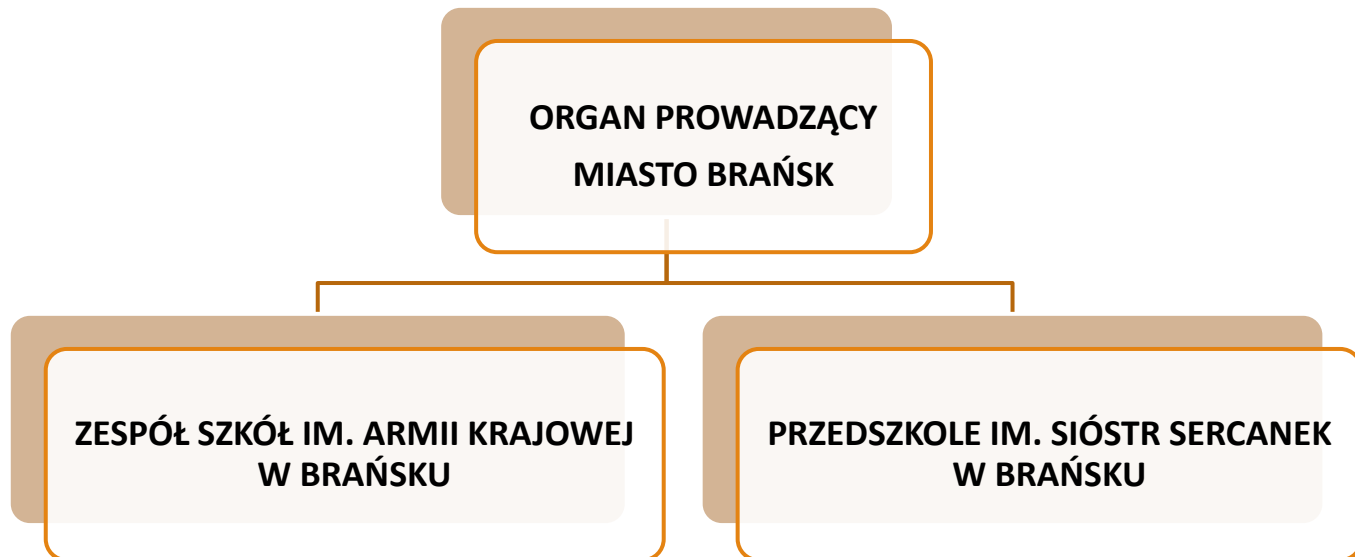 ORGAN PROWADZĄCY
MIASTO BRAŃSK
ZESPÓŁ SZKÓŁ IM. ARMII KRAJOWEJ
W BRAŃSKU
PRZEDSZKOLE IM. SIÓSTR SERCANEK
W BRAŃSKU